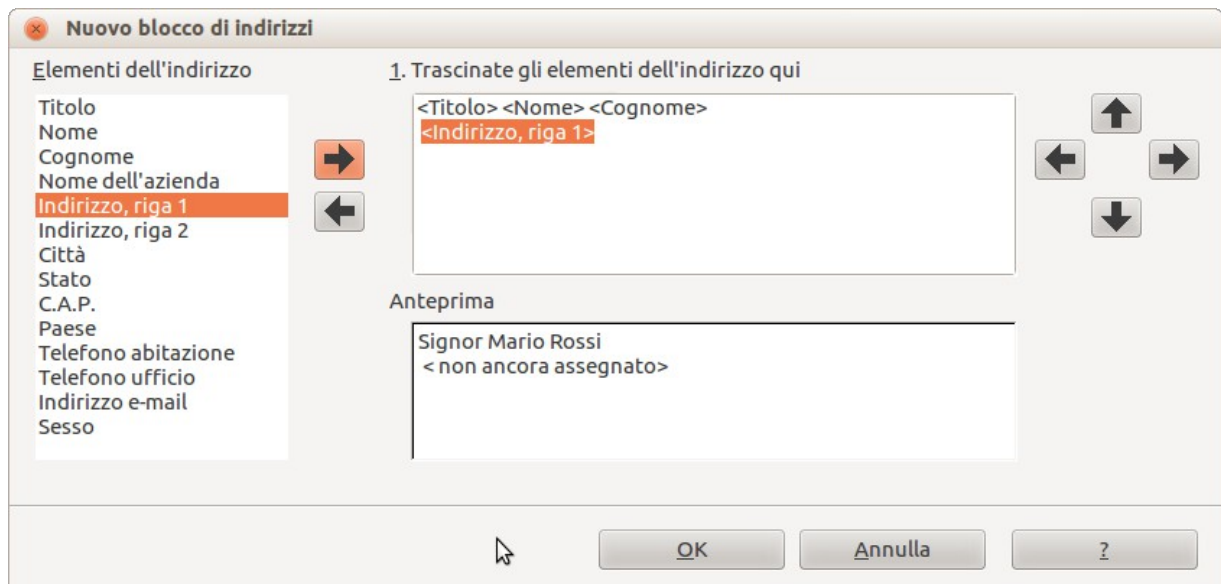 Nuovo blocco di indirizzi
Elementi dell'indirizzo
Titolo
Nome
Cognome
Nome dell'azienda
Indirizzo, riga 1
Indirizzo, riga 2
Città
Stato
C.A.P.
Paese
Telefono abitazione
Telefono ufficio
Indirizzo e-mail
Sesso
1. Trascinate gli elementi dell'indirizzo qui
<Titolo> <Nome> <Cognome>
<Indirizzo, riga 1>
Anteprima
Signor Mario Rossi
< non ancora assegnato>
OK
Annulla
?